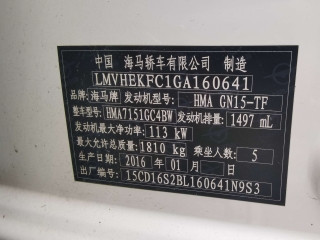 中国 海马轿车有限公司 制造
LMVHEKFC1GA160641
品牌:海马牌 发动机型号: HMA GN15-TF
整车型号:HMA7151GC4BW 发动机排量: 1497 mL
发动机最大净功率: 113 kW
最大允许总质量: 1810 kg 乘坐人数: 5
生产日期: 2016 年 01 月 日
出厂编号: 15CD16S2BL160641N9S3